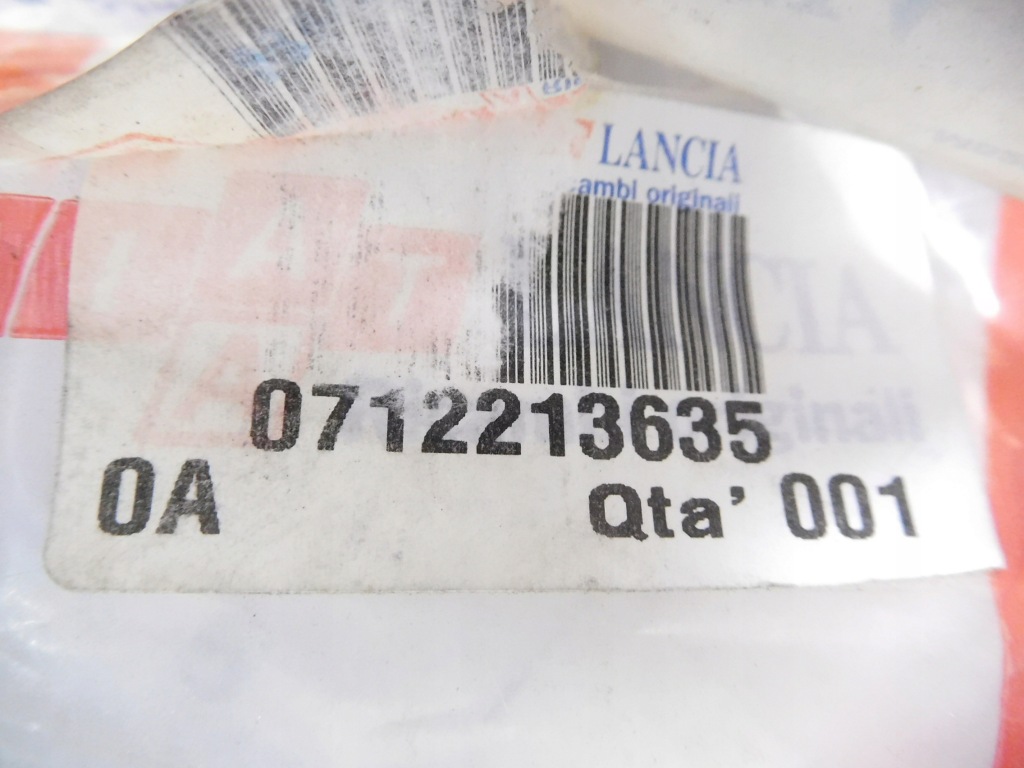 LANCIA
ambi originali
0712213635
0A Qta' 001